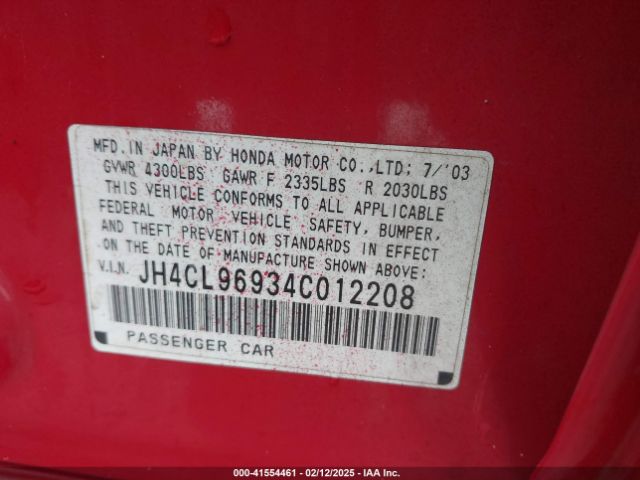 MFD. IN JAPAN BY HONDA MOTOR CO., LTD; 7/'03
GVWR 4300LBS GAWR F 2335LBS R 2030LBS
THIS VEHICLE CONFORMS TO ALL APPLICABLE
FEDERAL MOTOR VEHICLE SAFETY, BUMPER,
AND THEFT PREVENTION STANDARDS IN EFFECT
ON THE DATE OF MANUFACTURE SHOWN ABOVE:
V.I.N. JH4CL96934C012208
PASSENGER CAR
000-41554461 - 02/12/2025 - IAAI.CA